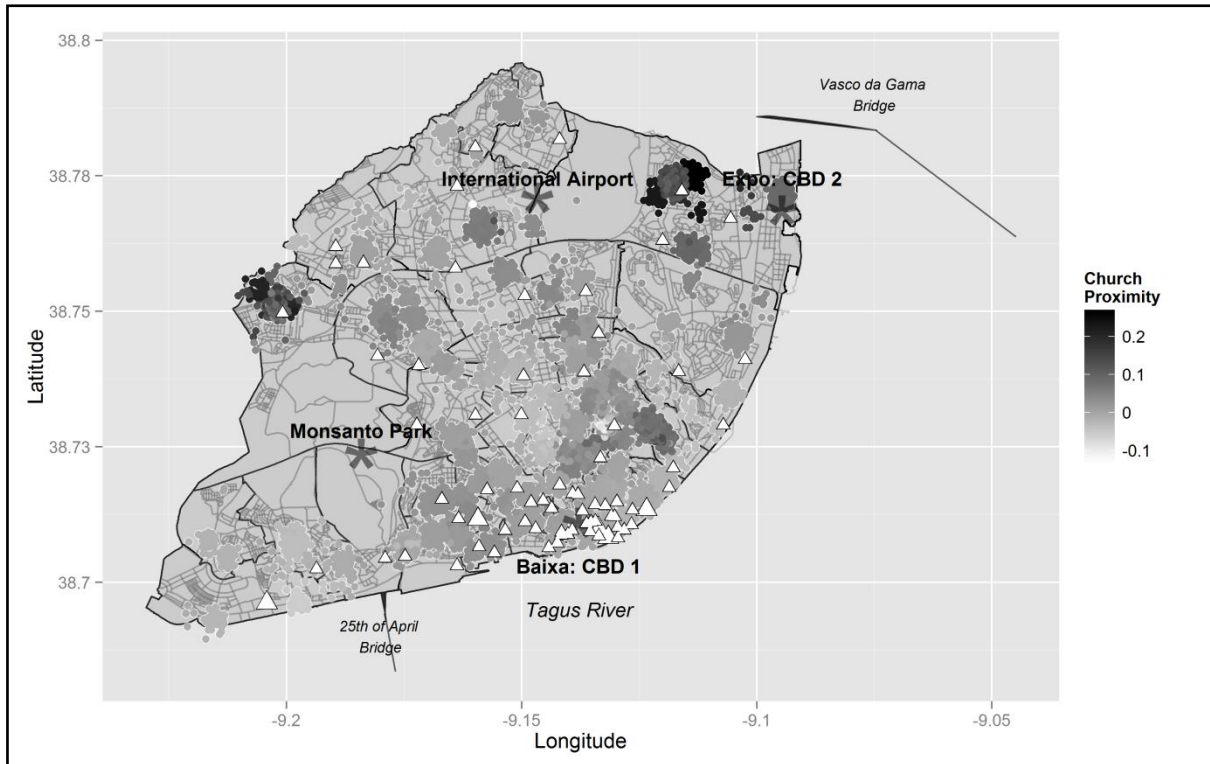 38.8
Vasco da Gama
Bridge
38.78
International Airport
Expo: CBD 2
Church
Proximity
0.2
0.1
0
-0.1
38.75
Latitude
Monsanto Park
38.73
Baixa: CBD 1
38.7
Tagus River
25th of April
Bridge
-9.2
-9.15
-9.1
-9.05
Longitude